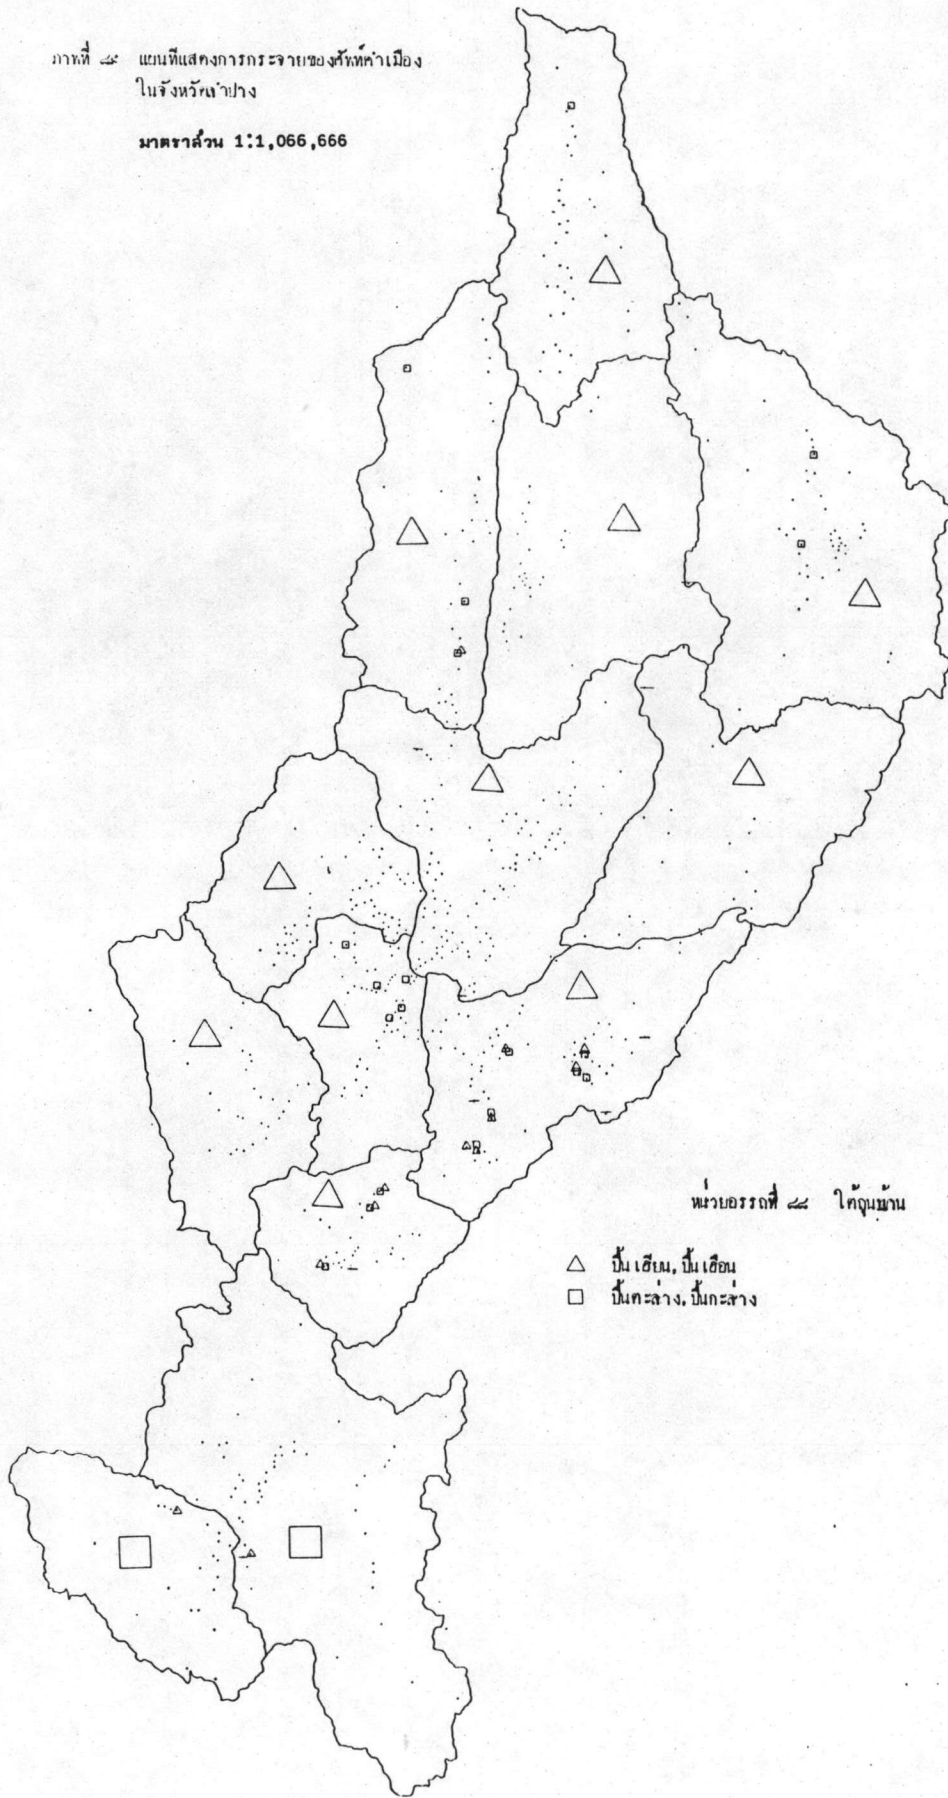 ภาพที่ ๘๙ แผนที่แสดงการกระจายของศัพท์คำเมือง
ในจังหวัดลำปาง
มาตราส่วน 1:1,066,666
หน่วยอรรถที่ ๘๘ ใต้ถุนบ้าน
ปื้นเฮียน, ปื้นเฮือน
ปื้นตะล่าง, ปื้นกะล่าง